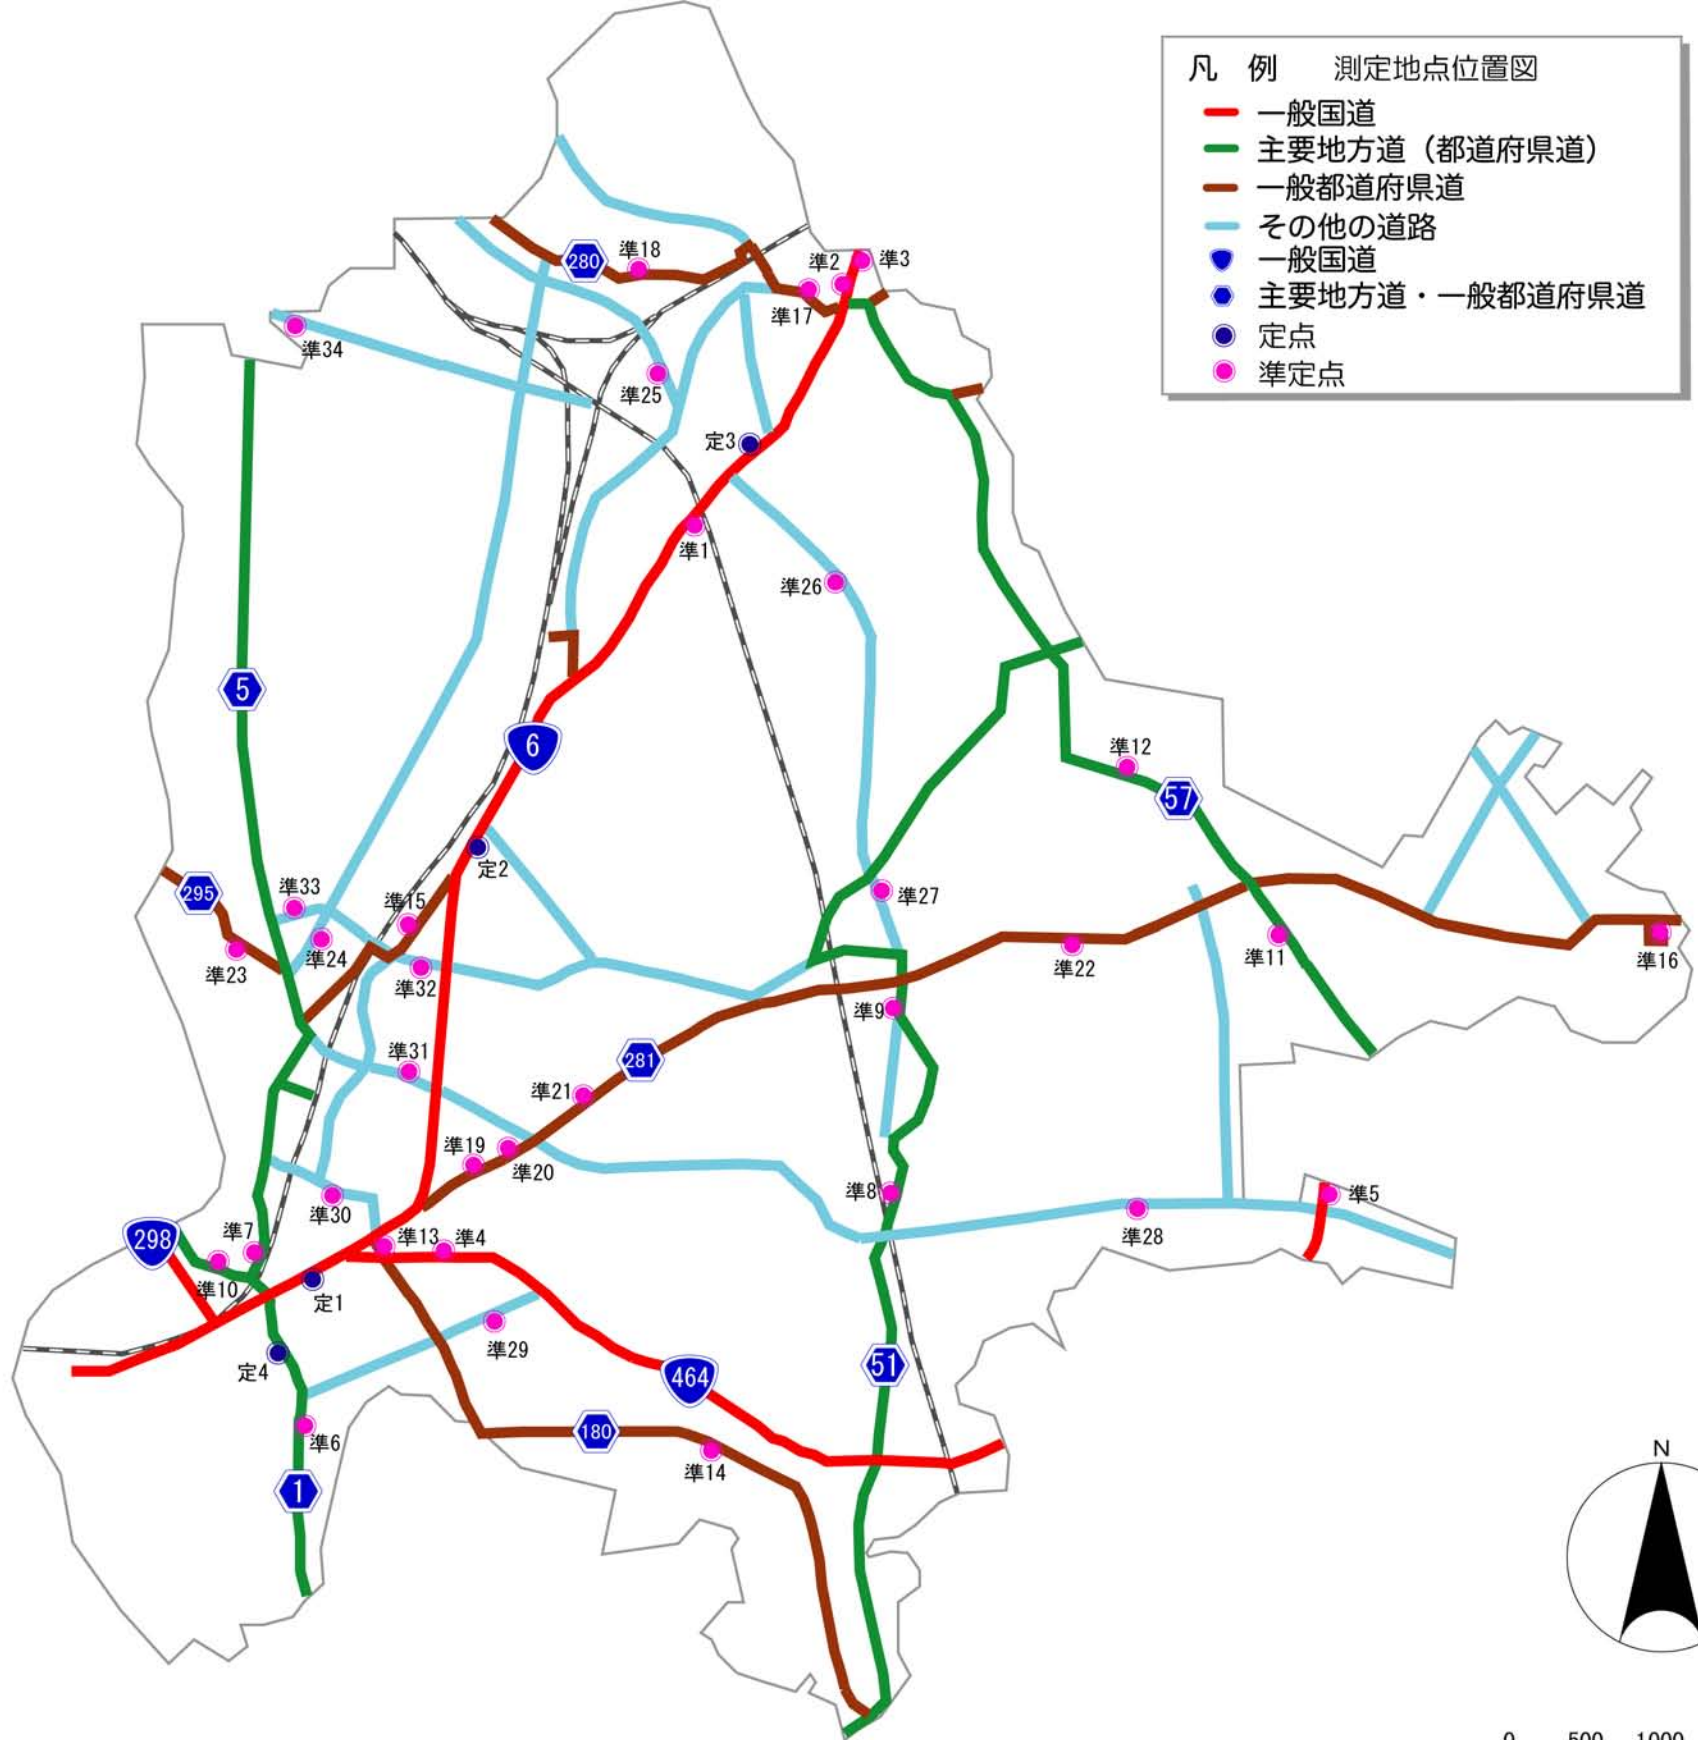 凡 例 測定地点位置図
一般国道
主要地方道（都道府県道）
一般都道府県道
その他の道路
一般国道
主要地方道・一般都道府県道
定点
準定点
280
準18
準2
準3
準17
準34
準25
定3
準1
準26
5
6
準12
57
定2
295
準33
準15
準27
準24
準23
準32
準22
準11
準16
準9
281
準31
準21
準19
準20
準8
準5
準30
準28
298
準7
準13
準4
準10
定1
準29
定4
51
464
準6
180
準14
1
N
0 500 1000